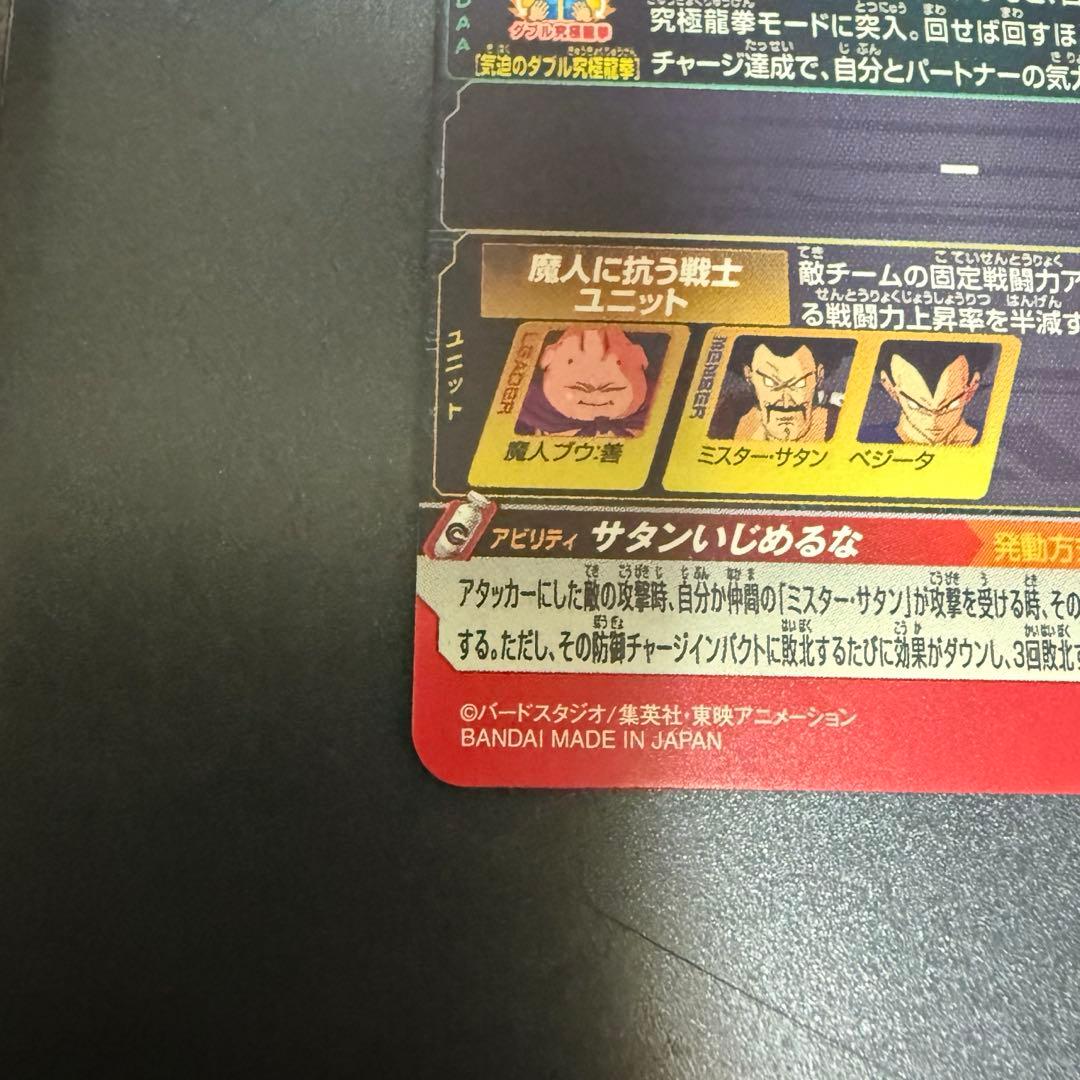 DAA
ダブル究極龍拳
[気迫のダブル究極龍拳]
究極龍拳モードに突入。回せば回すほ
チャージ達成で、自分とパートナーの気力
ー
ユニット
魔人に抗う戦士
ユニット
敵チームの固定戦闘力ア
る戦闘力上昇率を半減す
LEADER
魔人ブウ:善
MEMBER
ミスター・サタン
ベジータ
アビリティ サタンいじめるな 発動方
アタッカーにした敵の攻撃時、自分か仲間の「ミスター・サタン」が攻撃を受ける時、その
する。ただし、その防御チャージインパクトに敗北するたびに効果がダウンし、3回敗北す
©バードスタジオ/集英社・東映アニメーション
BANDAI MADE IN JAPAN